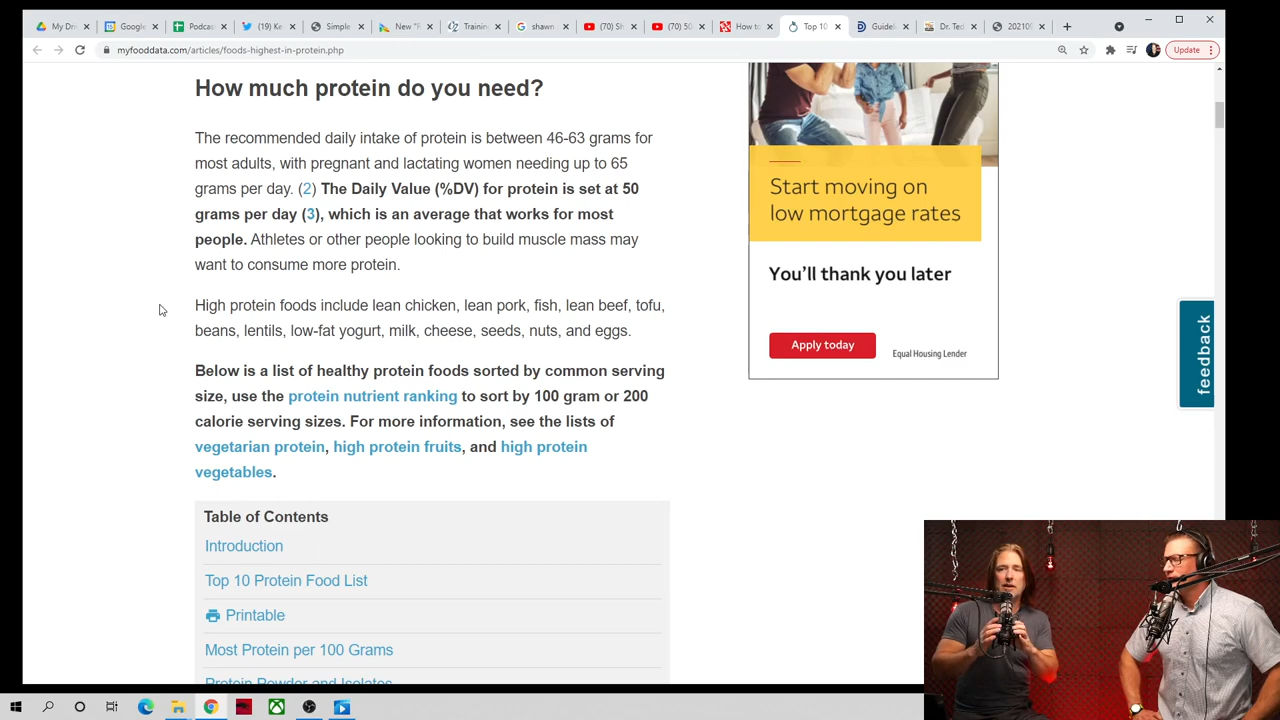 My Dri
Google
Podcas
(19) Ke
Simple
New "R
Training
shawn
(70) Sh
(70) 50
How to
Top 10
Guideli
Dr. Ted
202109
myfooddata.com/articles/foods-highest-in-protein.php
Update
How much protein do you need?
The recommended daily intake of protein is between 46-63 grams for
most adults, with pregnant and lactating women needing up to 65
grams per day. (2) The Daily Value (%DV) for protein is set at 50
grams per day (3), which is an average that works for most
people. Athletes or other people looking to build muscle mass may
want to consume more protein.
High protein foods include lean chicken, lean pork, fish, lean beef, tofu,
beans, lentils, low-fat yogurt, milk, cheese, seeds, nuts, and eggs.
Below is a list of healthy protein foods sorted by common serving
size, use the protein nutrient ranking to sort by 100 gram or 200
calorie serving sizes. For more information, see the lists of
vegetarian protein, high protein fruits, and high protein
vegetables.
Table of Contents
Introduction
Top 10 Protein Food List
Printable
Most Protein per 100 Grams
Protein Powder and Isolates
Start moving on
low mortgage rates
You'll thank you later
Apply today
Equal Housing Lender
feedback